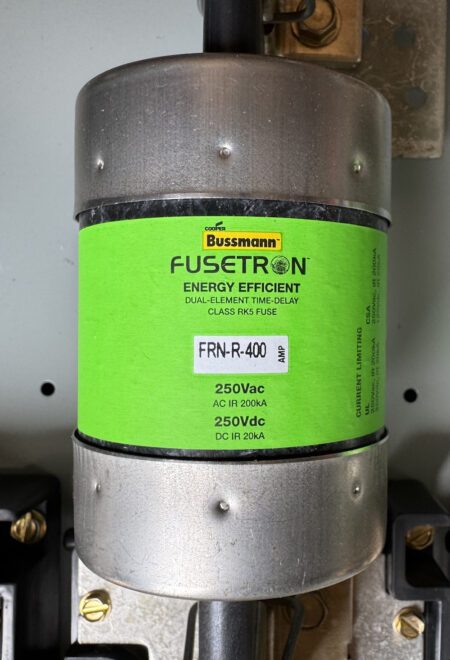 COOPER
Bussmann
FUSETRON™
ENERGY EFFICIENT
DUAL-ELEMENT TIME-DELAY
CLASS RK5 FUSE
FRN-R-400 AMP
250Vac
AC IR 200kA
250Vdc
DC IR 20kA
CURRENT LIMITING
UL
CSA